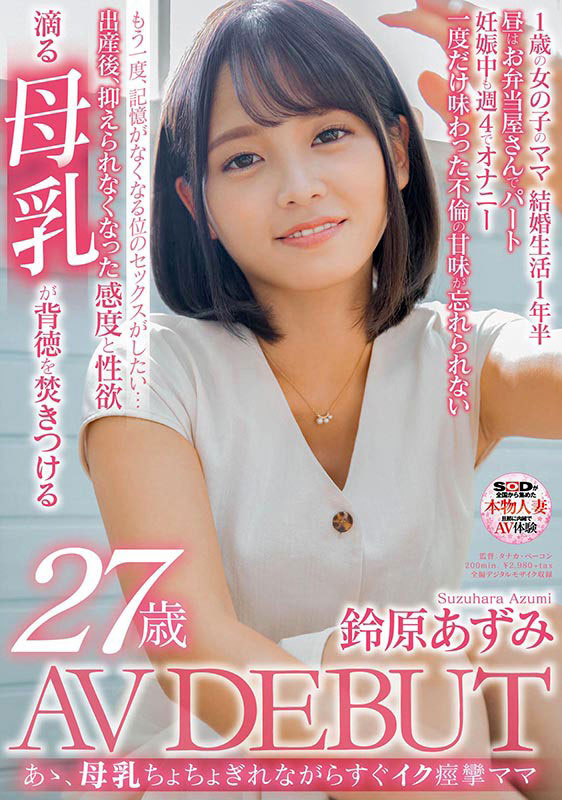 1歳の女の子のママ 結婚生活1年半
昼はお弁当屋さんでパート
妊娠中も週4でオナニー
一度だけ味わった不倫の甘味が忘れられない
もう一度、記憶がなくなる位のセックスがしたい…
出産後、抑えられなくなった感度と性欲
滴る母乳が背徳を焚きつける
SODが
全国から集めた
本物人妻
旦那に内緒で
AV体験
監督:タナカ・ベーコン
200min. ¥2,980+tax
全編デジタルモザイク収録
27歳
Suzuhara Azumi
鈴原あずみ
AV DEBUT
あゝ、母乳ちょちょぎれながらすぐイク痙攣ママ